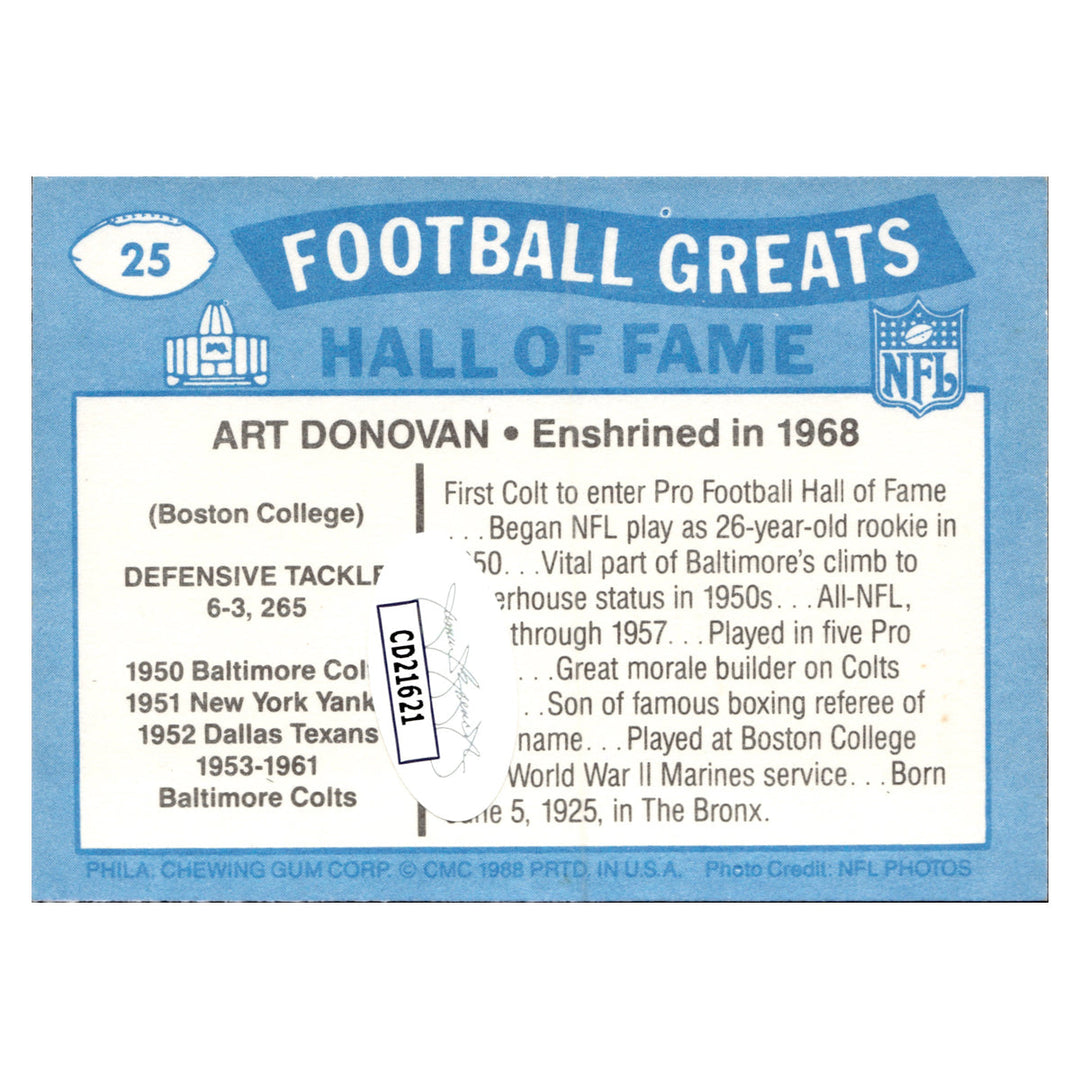 25
FOOTBALL GREATS
HALL OF FAME
NFL
ART DONOVAN • Enshrined in 1968
(Boston College)
DEFENSIVE TACKLE
6-3, 265
1950 Baltimore Col
1951 New York Yank
1952 Dallas Texans
1953-1961
Baltimore Colts
First Colt to enter Pro Football Hall of Fame
. . .Began NFL play as 26-year-old rookie in
50. . .Vital part of Baltimore's climb to
erhouse status in 1950s. . .All-NFL,
through 1957. . .Played in five Pro
. . .Great morale builder on Colts
. .Son of famous boxing referee of
name. . .Played at Boston College
World War II Marines service. . .Born
June 5, 1925, in The Bronx.
CD21621
PHILA. CHEWING GUM CORP. © CMC 1988 PRTD. IN U.S.A. Photo Credit: NFL PHOTOS